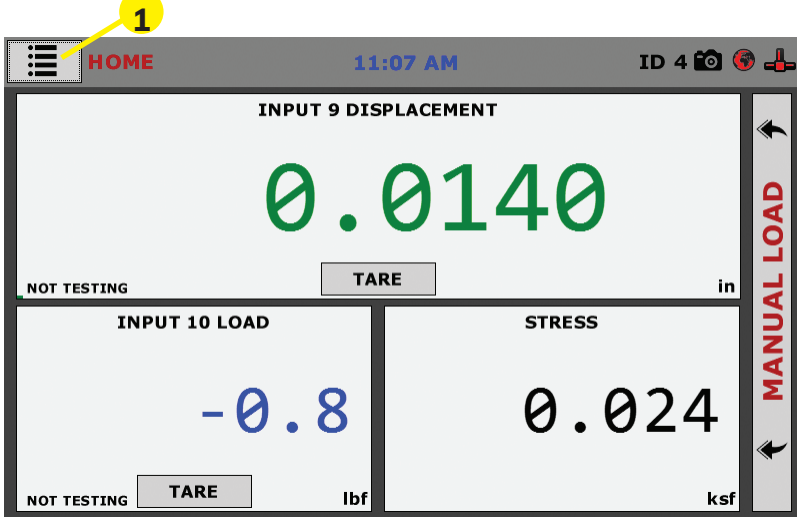 1
HOME
11:07 AM
ID 4
INPUT 9 DISPLACEMENT
0.0140
TARE
NOT TESTING
in
INPUT 10 LOAD
-0.8
TARE
NOT TESTING
lbf
STRESS
0.024
ksf
MANUAL LOAD